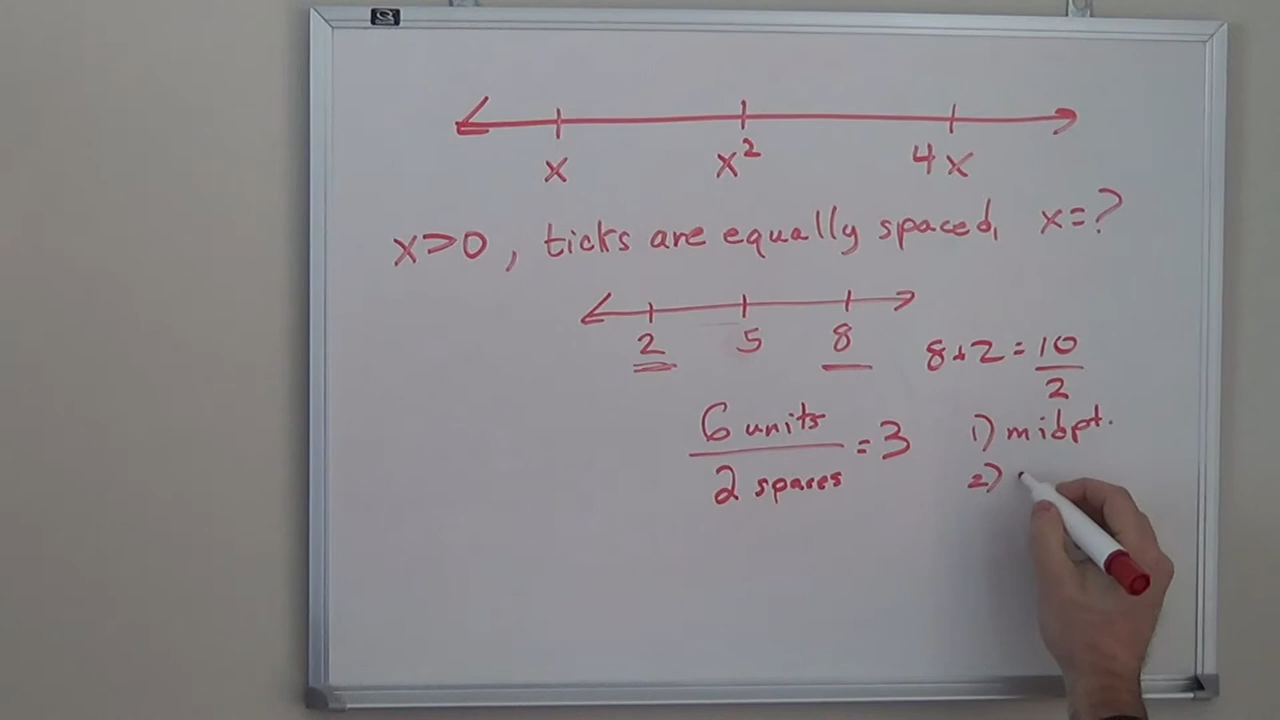 x x² 4x
x>0, ticks are equally spaced, x=?
2 5 8
8+2=10/2
6 units/2 spaces = 3
1) midpt.
2)